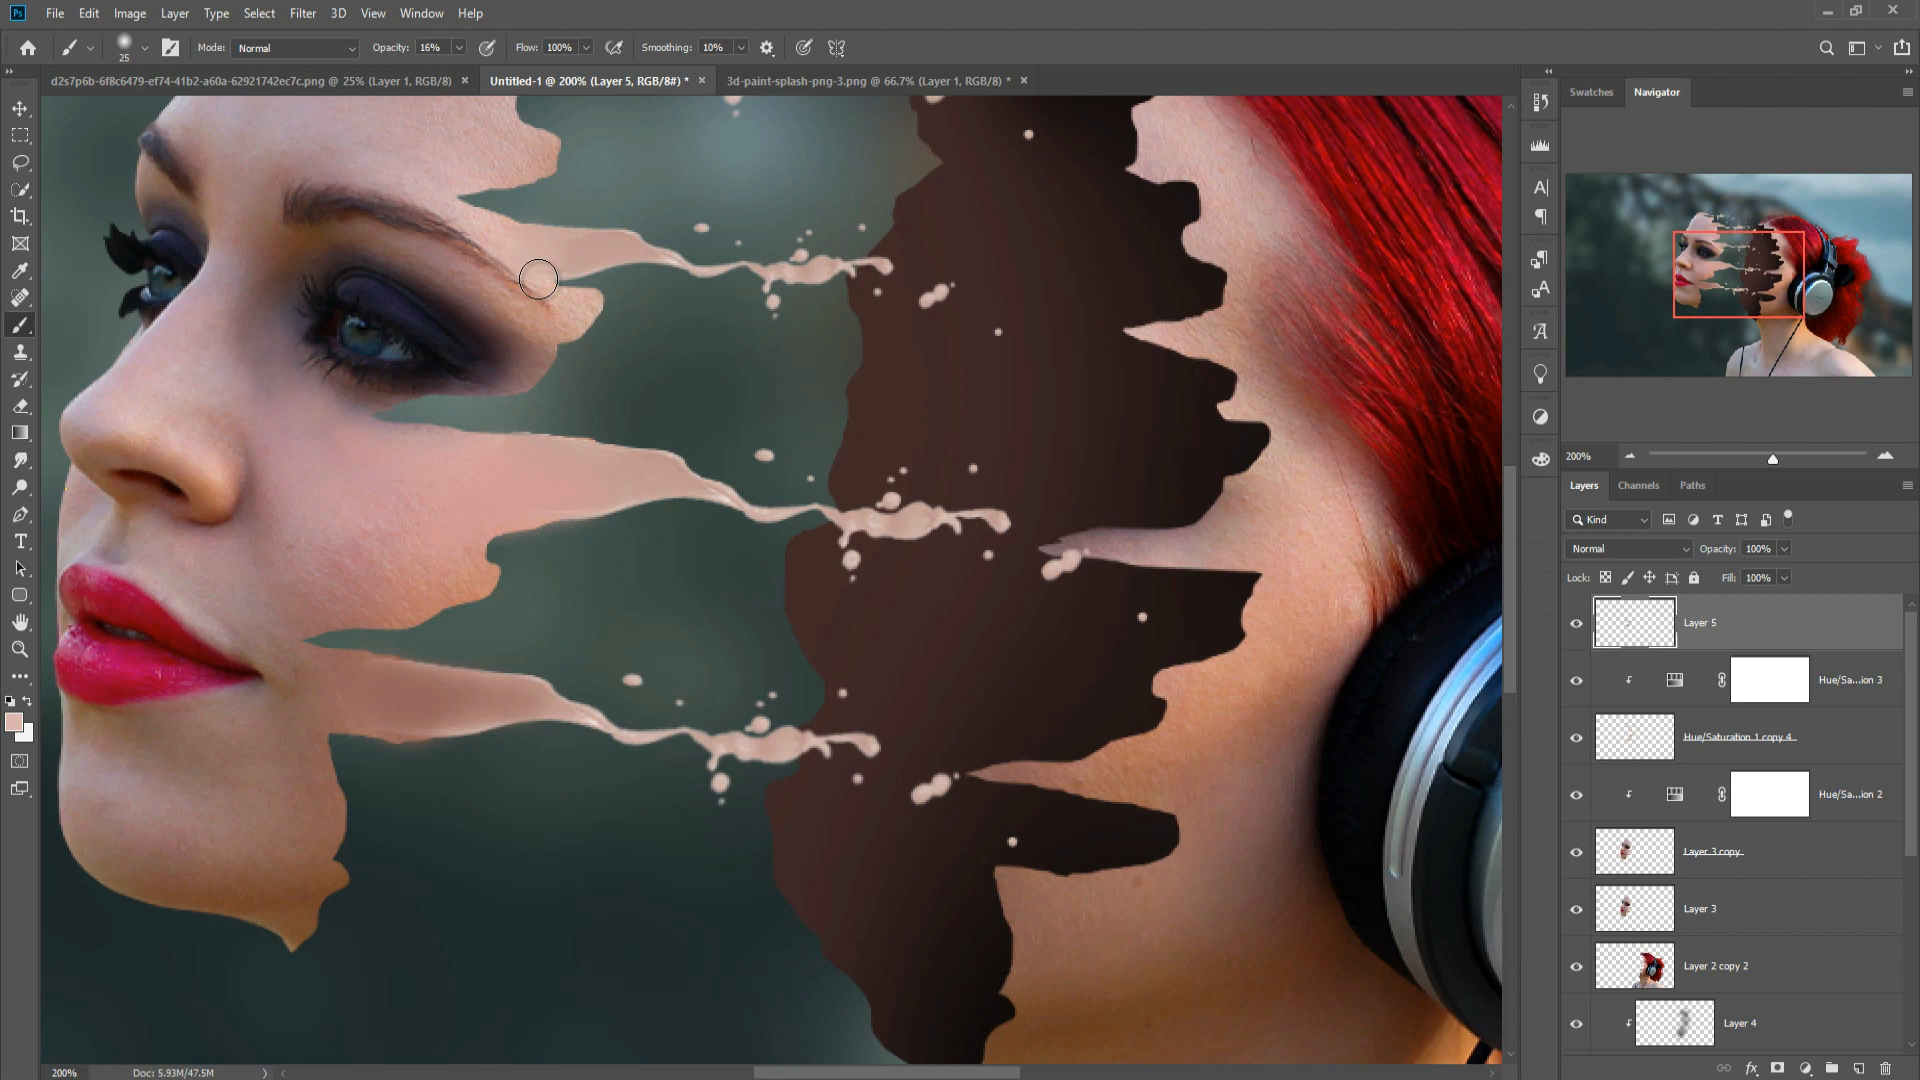 Ps File Edit Image Layer Type Select Filter 3D View Window Help
25 Mode: Normal Opacity: 16% Flow: 100% Smoothing: 10%
d2s7p6b-6f8c6479-ef74-41b2-a60a-62921742ec7c.png @ 25% (Layer 1, RGB/8) Untitled-1 @ 200% (Layer 5, RGB/8#) * 3d-paint-splash-png-3.png @ 66.7% (Layer 1, RGB/8) *
Swatches Navigator
200%
Layers Channels Paths
Kind
Normal Opacity: 100%
Lock: Fill: 100%
Layer 5
Hue/Sa...ion 3
Hue/Saturation 1 copy 4
Hue/Sa...ion 2
Layer 3 copy
Layer 3
Layer 2 copy 2
Layer 4
200% Doc: 5.93M/47.5M